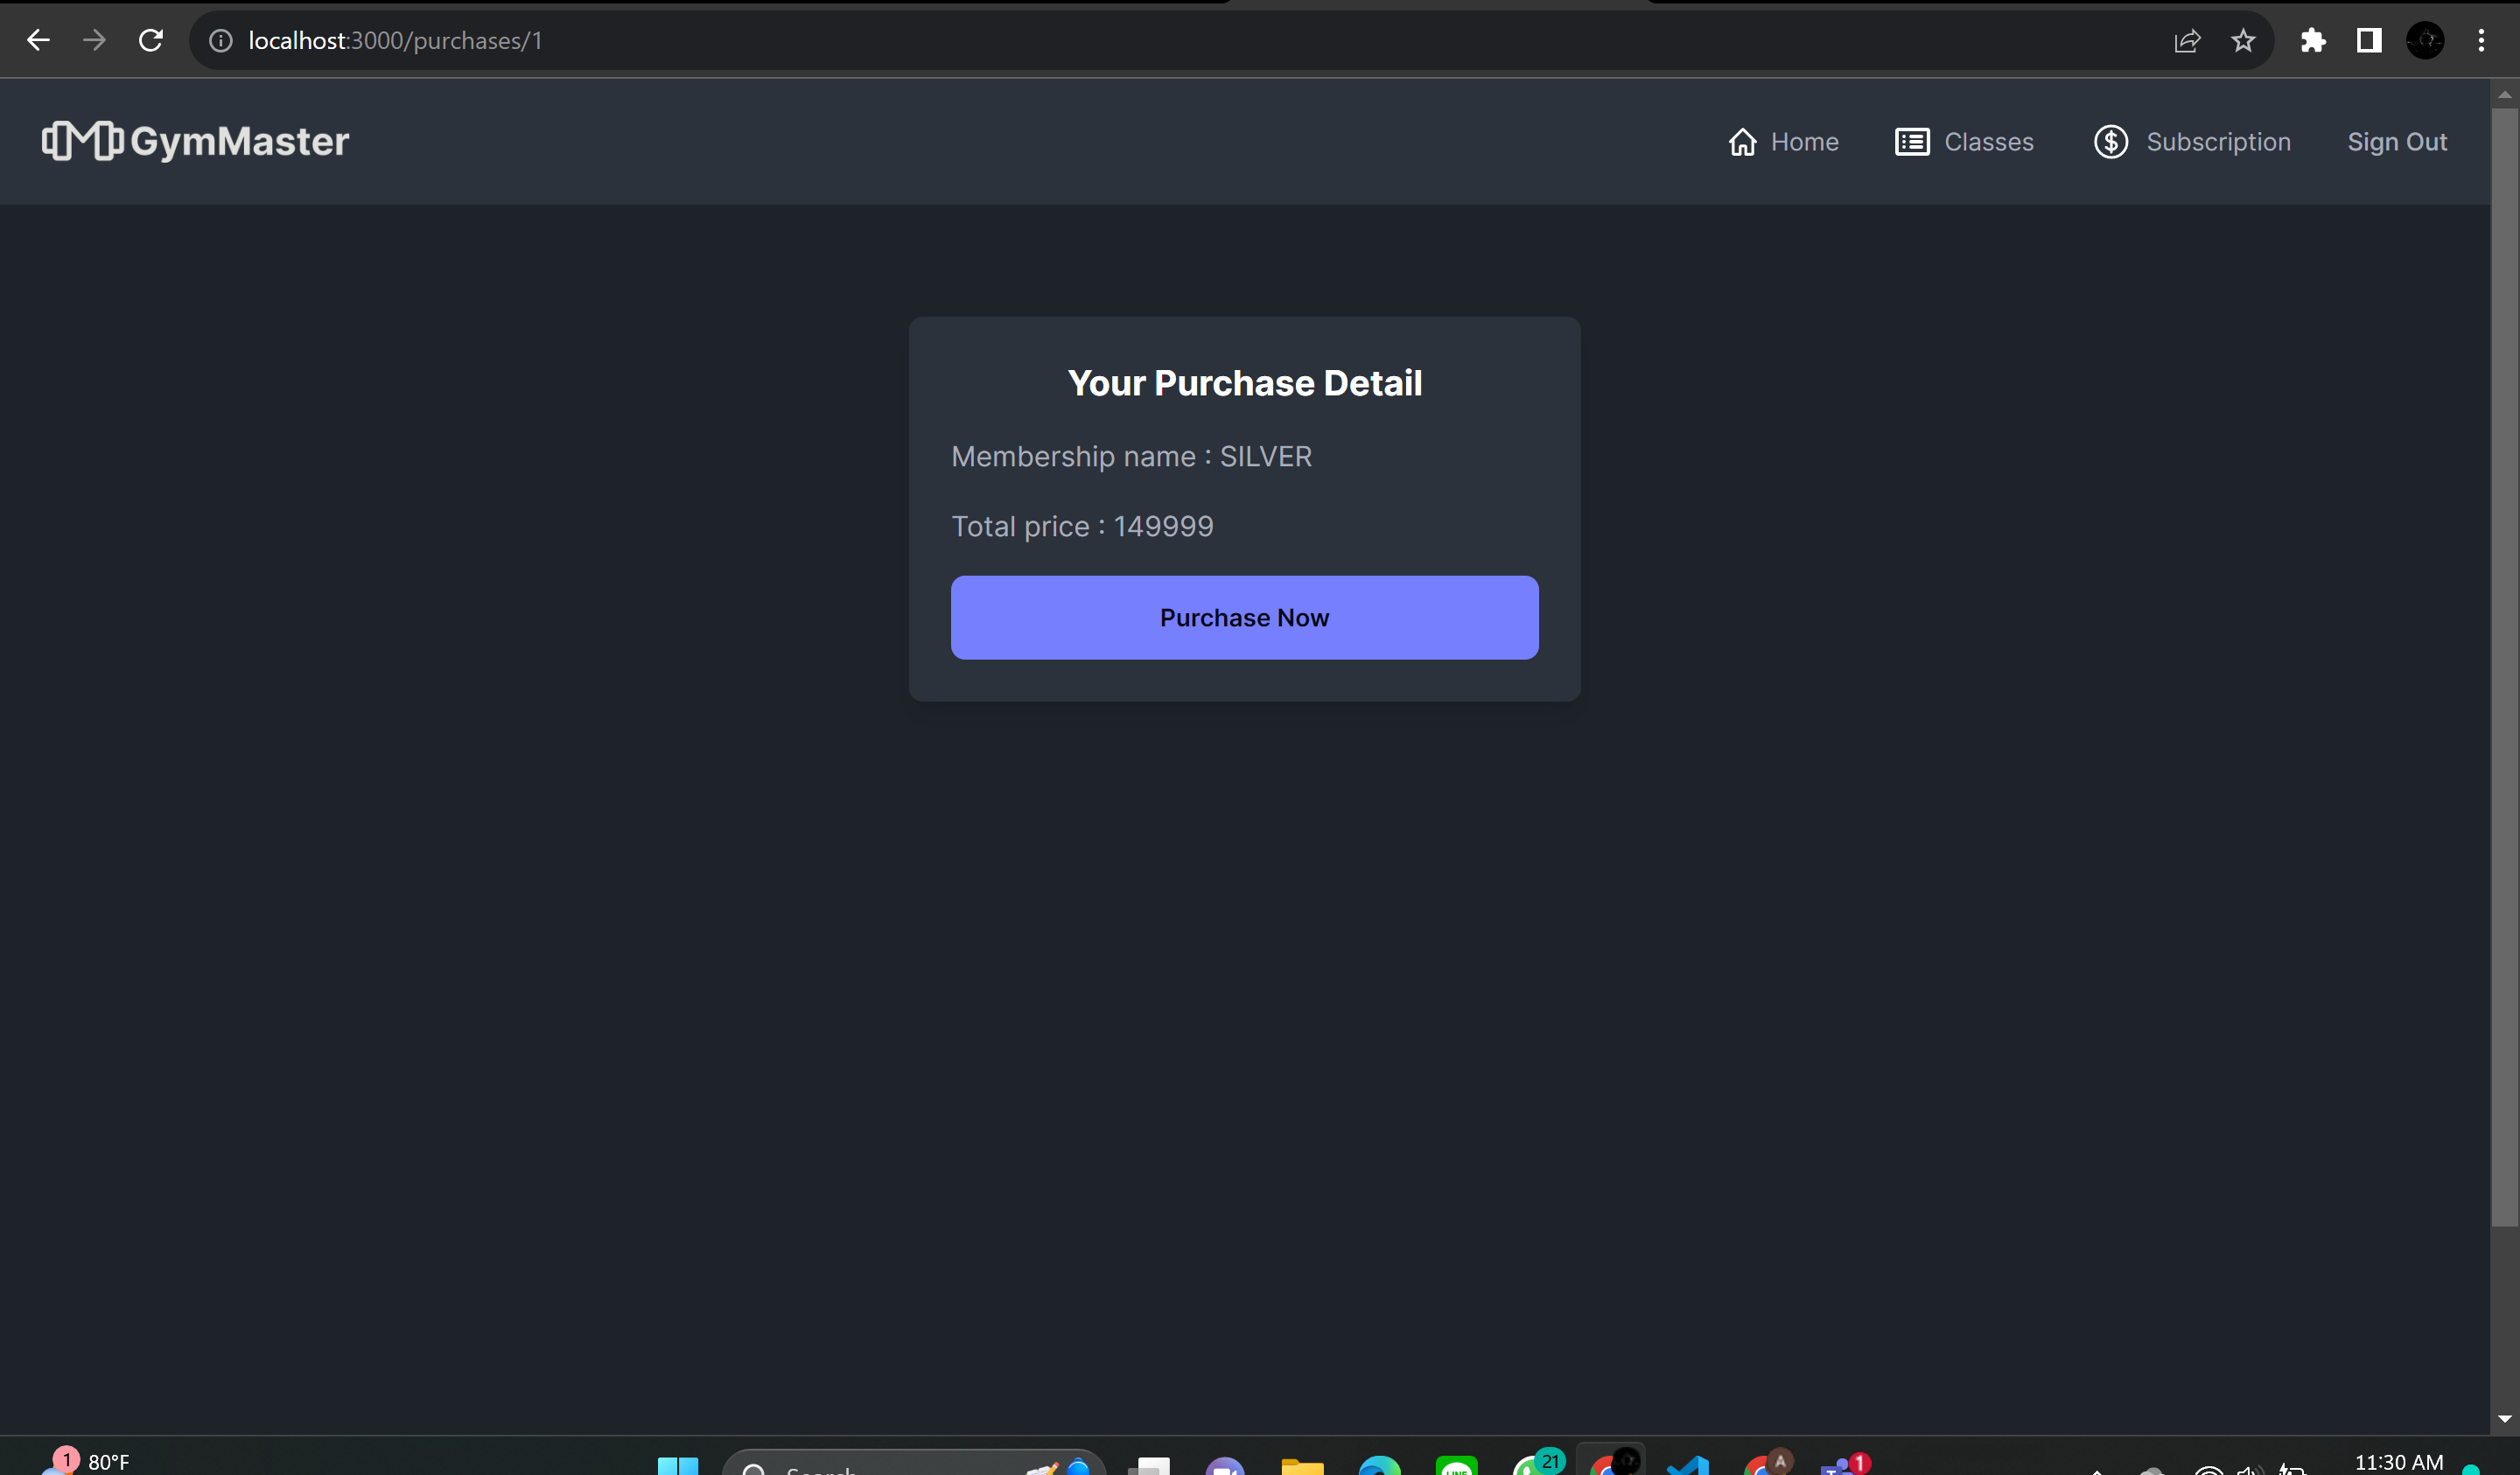 localhost:3000/purchases/1
GymMaster
Home
Classes
Subscription
Sign Out
Your Purchase Detail
Membership name : SILVER
Total price : 149999
Purchase Now
1
80°F
Search
LINE
21
A
1
11:30 AM